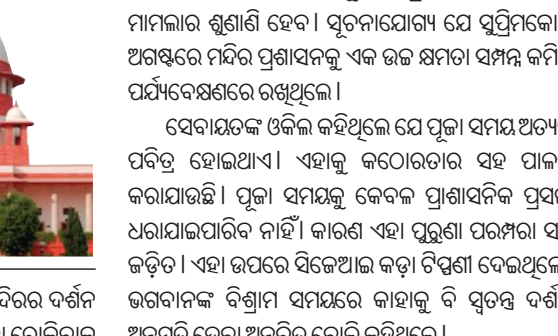 ମାମଲାର ଶୁଣାଣି ହେବ। ସୂଚନାଯୋଗ୍ୟ ଯେ ସୁପ୍ରିମକୋ
ଅଗଷ୍ଟରେ ମନ୍ଦିର ପ୍ରଶାସନକୁ ଏକ ଉଚ୍ଚ କ୍ଷମତା ସମ୍ପନ୍ନ କମି
ପର୍ଯ୍ୟବେକ୍ଷଣରେ ରଖିଥିଲେ।
ସେବାୟତଙ୍କ ଓକିଲ କହିଥିଲେ ଯେ ପୂଜା ସମୟ ଅତ୍ୟ
ପବିତ୍ର ହୋଇଥାଏ। ଏହାକୁ କଠୋରତାର ସହ ପାଳ
କରାଯାଉଛି। ପୂଜା ସମୟକୁ କେବଳ ପ୍ରାଶାସନିକ ପ୍ରସ
ଧରାଯାଇପାରିବ ନାହିଁ। କାରଣ ଏହା ପୁରୁଣା ପରମ୍ପରା ସ
ଜଡ଼ିତ। ଏହା ଉପରେ ସିଜେଆଇ କଡ଼ା ଟିପ୍ପଣୀ ଦେଇଥିଲେ
ଭଗବାନଙ୍କ ବିଶ୍ରାମ ସମୟରେ କାହାକୁ ବି ସ୍ୱତନ୍ତ୍ର ଦର୍ଶ
ଦିରର ଦର୍ଶନ